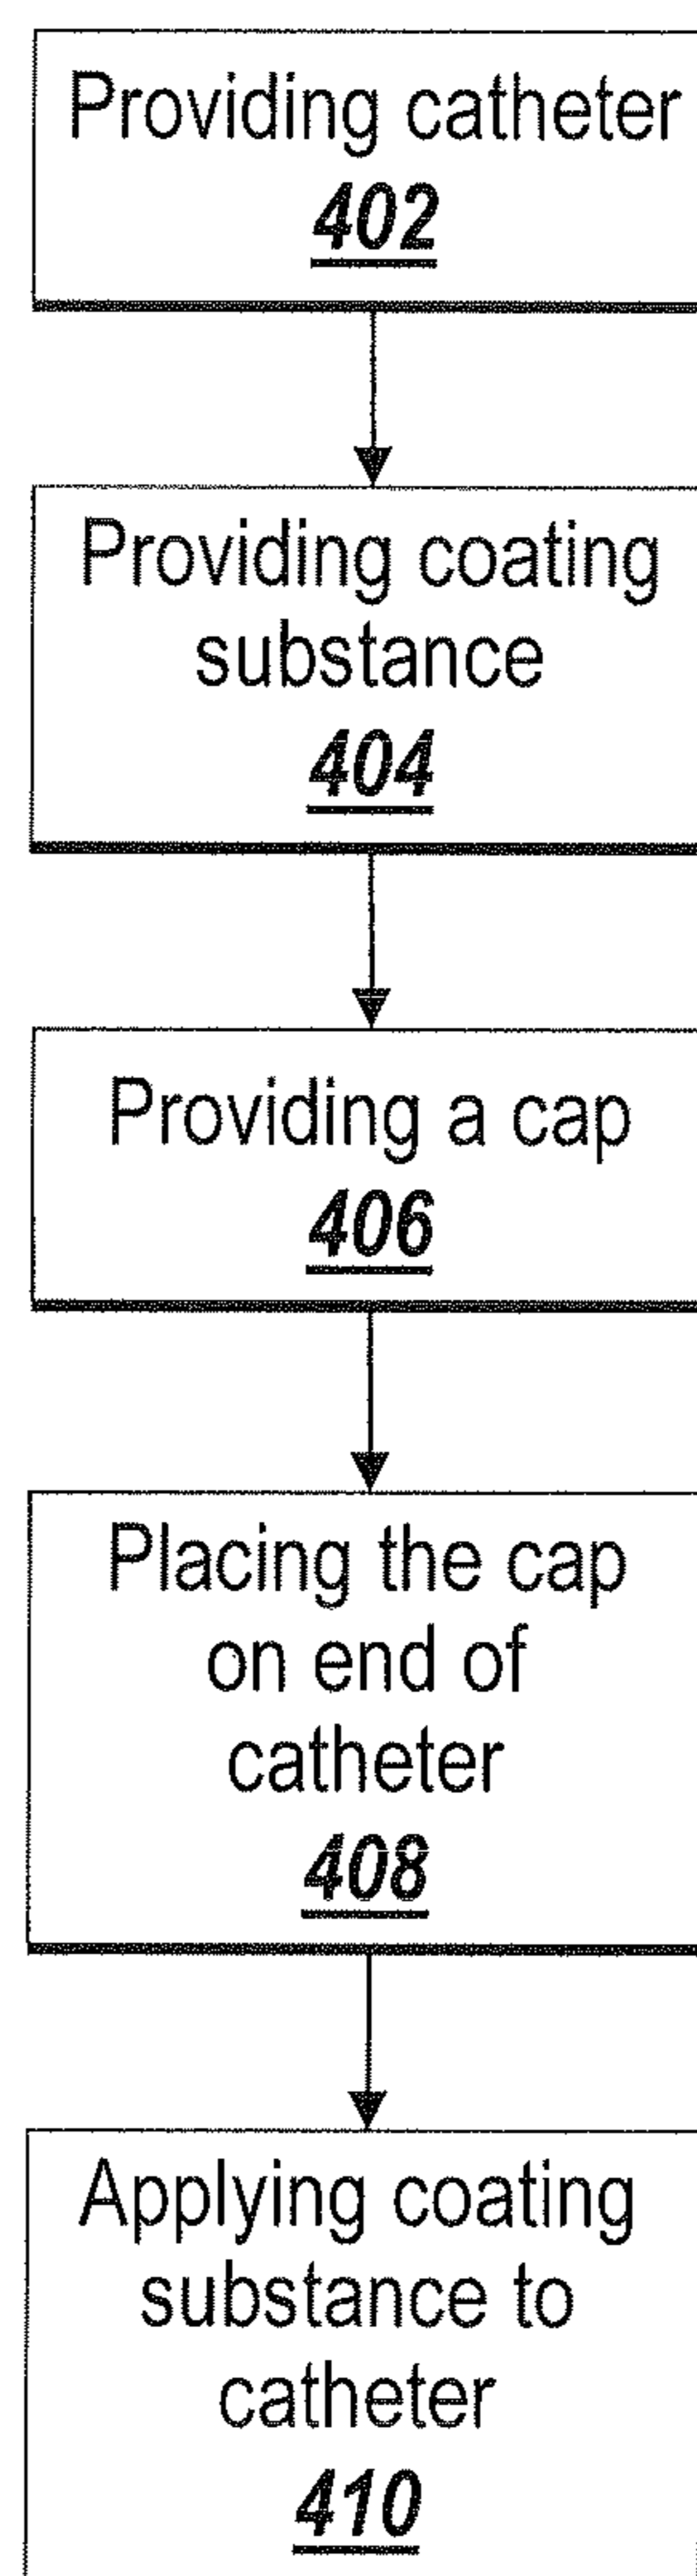 Providing catheter
402
Providing coating
substance
404
Providing a cap
406
Placing the cap
on end of
catheter
408
Applying coating
substance to
catheter
410